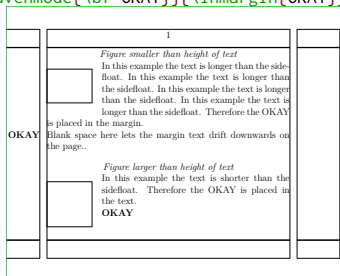 avenmode{\bf OKAY}}{\inmargin{OKAY}
1
Figure smaller than height of text
In this example the text is longer than the side-
float. In this example the text is longer than
the sidefloat. In this example the text is longer
than the sidefloat. In this example the text is
longer than the sidefloat. Therefore the OKAY
is placed in the margin.
OKAY Blank space here lets the margin text drift downwards on
the page..
Figure larger than height of text
In this example the text is shorter than the
sidefloat. Therefore the OKAY is placed in
the text.
OKAY